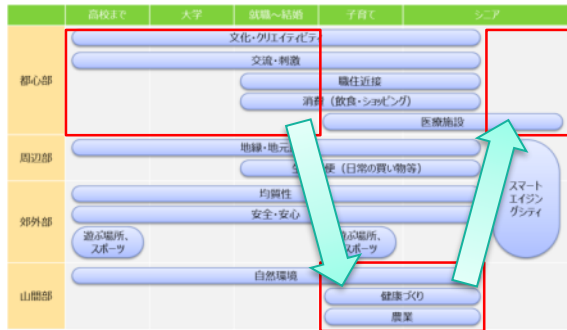 高校まで
大学
就職～結婚
子育て
シニア
都心部
文化・クリエイティビティ
交流・刺激
職住近接
消費（飲食・ショッピング）
医療施設
周辺部
地縁・地元
便（日常の買い物等）
郊外部
均質性
安全・安心
遊ぶ場所、
スポーツ
ぶ場所、
スポーツ
スマート
エイジン
グシティ
山間部
自然環境
健康づくり
農業